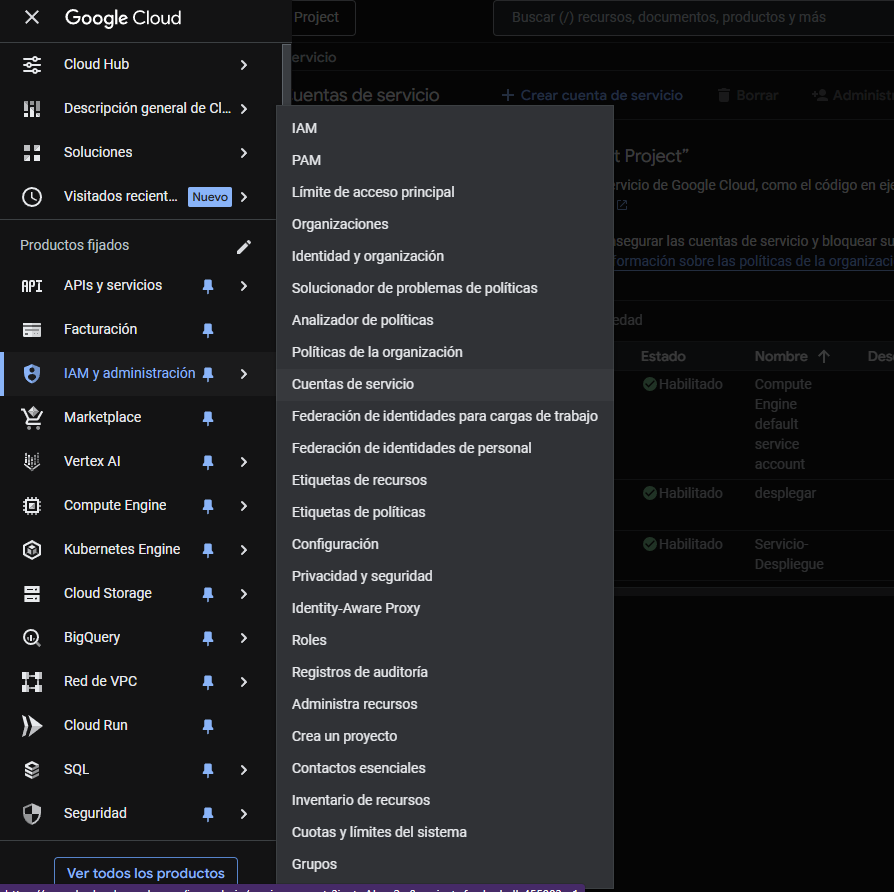 Google Cloud
Project
Buscar (/) recursos, documentos, productos y más
Cloud Hub
Descripción general de Cl...
Soluciones
Visitados recient... Nuevo
Productos fijados
API APIs y servicios
Facturación
IAM y administración
Marketplace
Vertex AI
Compute Engine
Kubernetes Engine
Cloud Storage
BigQuery
Red de VPC
Cloud Run
SQL
Seguridad
Ver todos los productos
IAM
PAM
Límite de acceso principal
Organizaciones
Identidad y organización
Solucionador de problemas de políticas
Analizador de políticas
Políticas de la organización
Cuentas de servicio
Federación de identidades para cargas de trabajo
Federación de identidades de personal
Etiquetas de recursos
Etiquetas de políticas
Configuración
Privacidad y seguridad
Identity-Aware Proxy
Roles
Registros de auditoría
Administra recursos
Crea un proyecto
Contactos esenciales
Inventario de recursos
Cuotas y límites del sistema
Grupos
ervicio
uentas de servicio
+ Crear cuenta de servicio
Borrar
Administ
t Project”
rvicio de Google Cloud, como el código en eje
asegurar las cuentas de servicio y bloquear su
formación sobre las políticas de la organizaci
edad
Estado Nombre ↑ Des
Habilitado Compute
Engine
default
service
account
Habilitado desplegar
Habilitado Servicio-
Despliegue